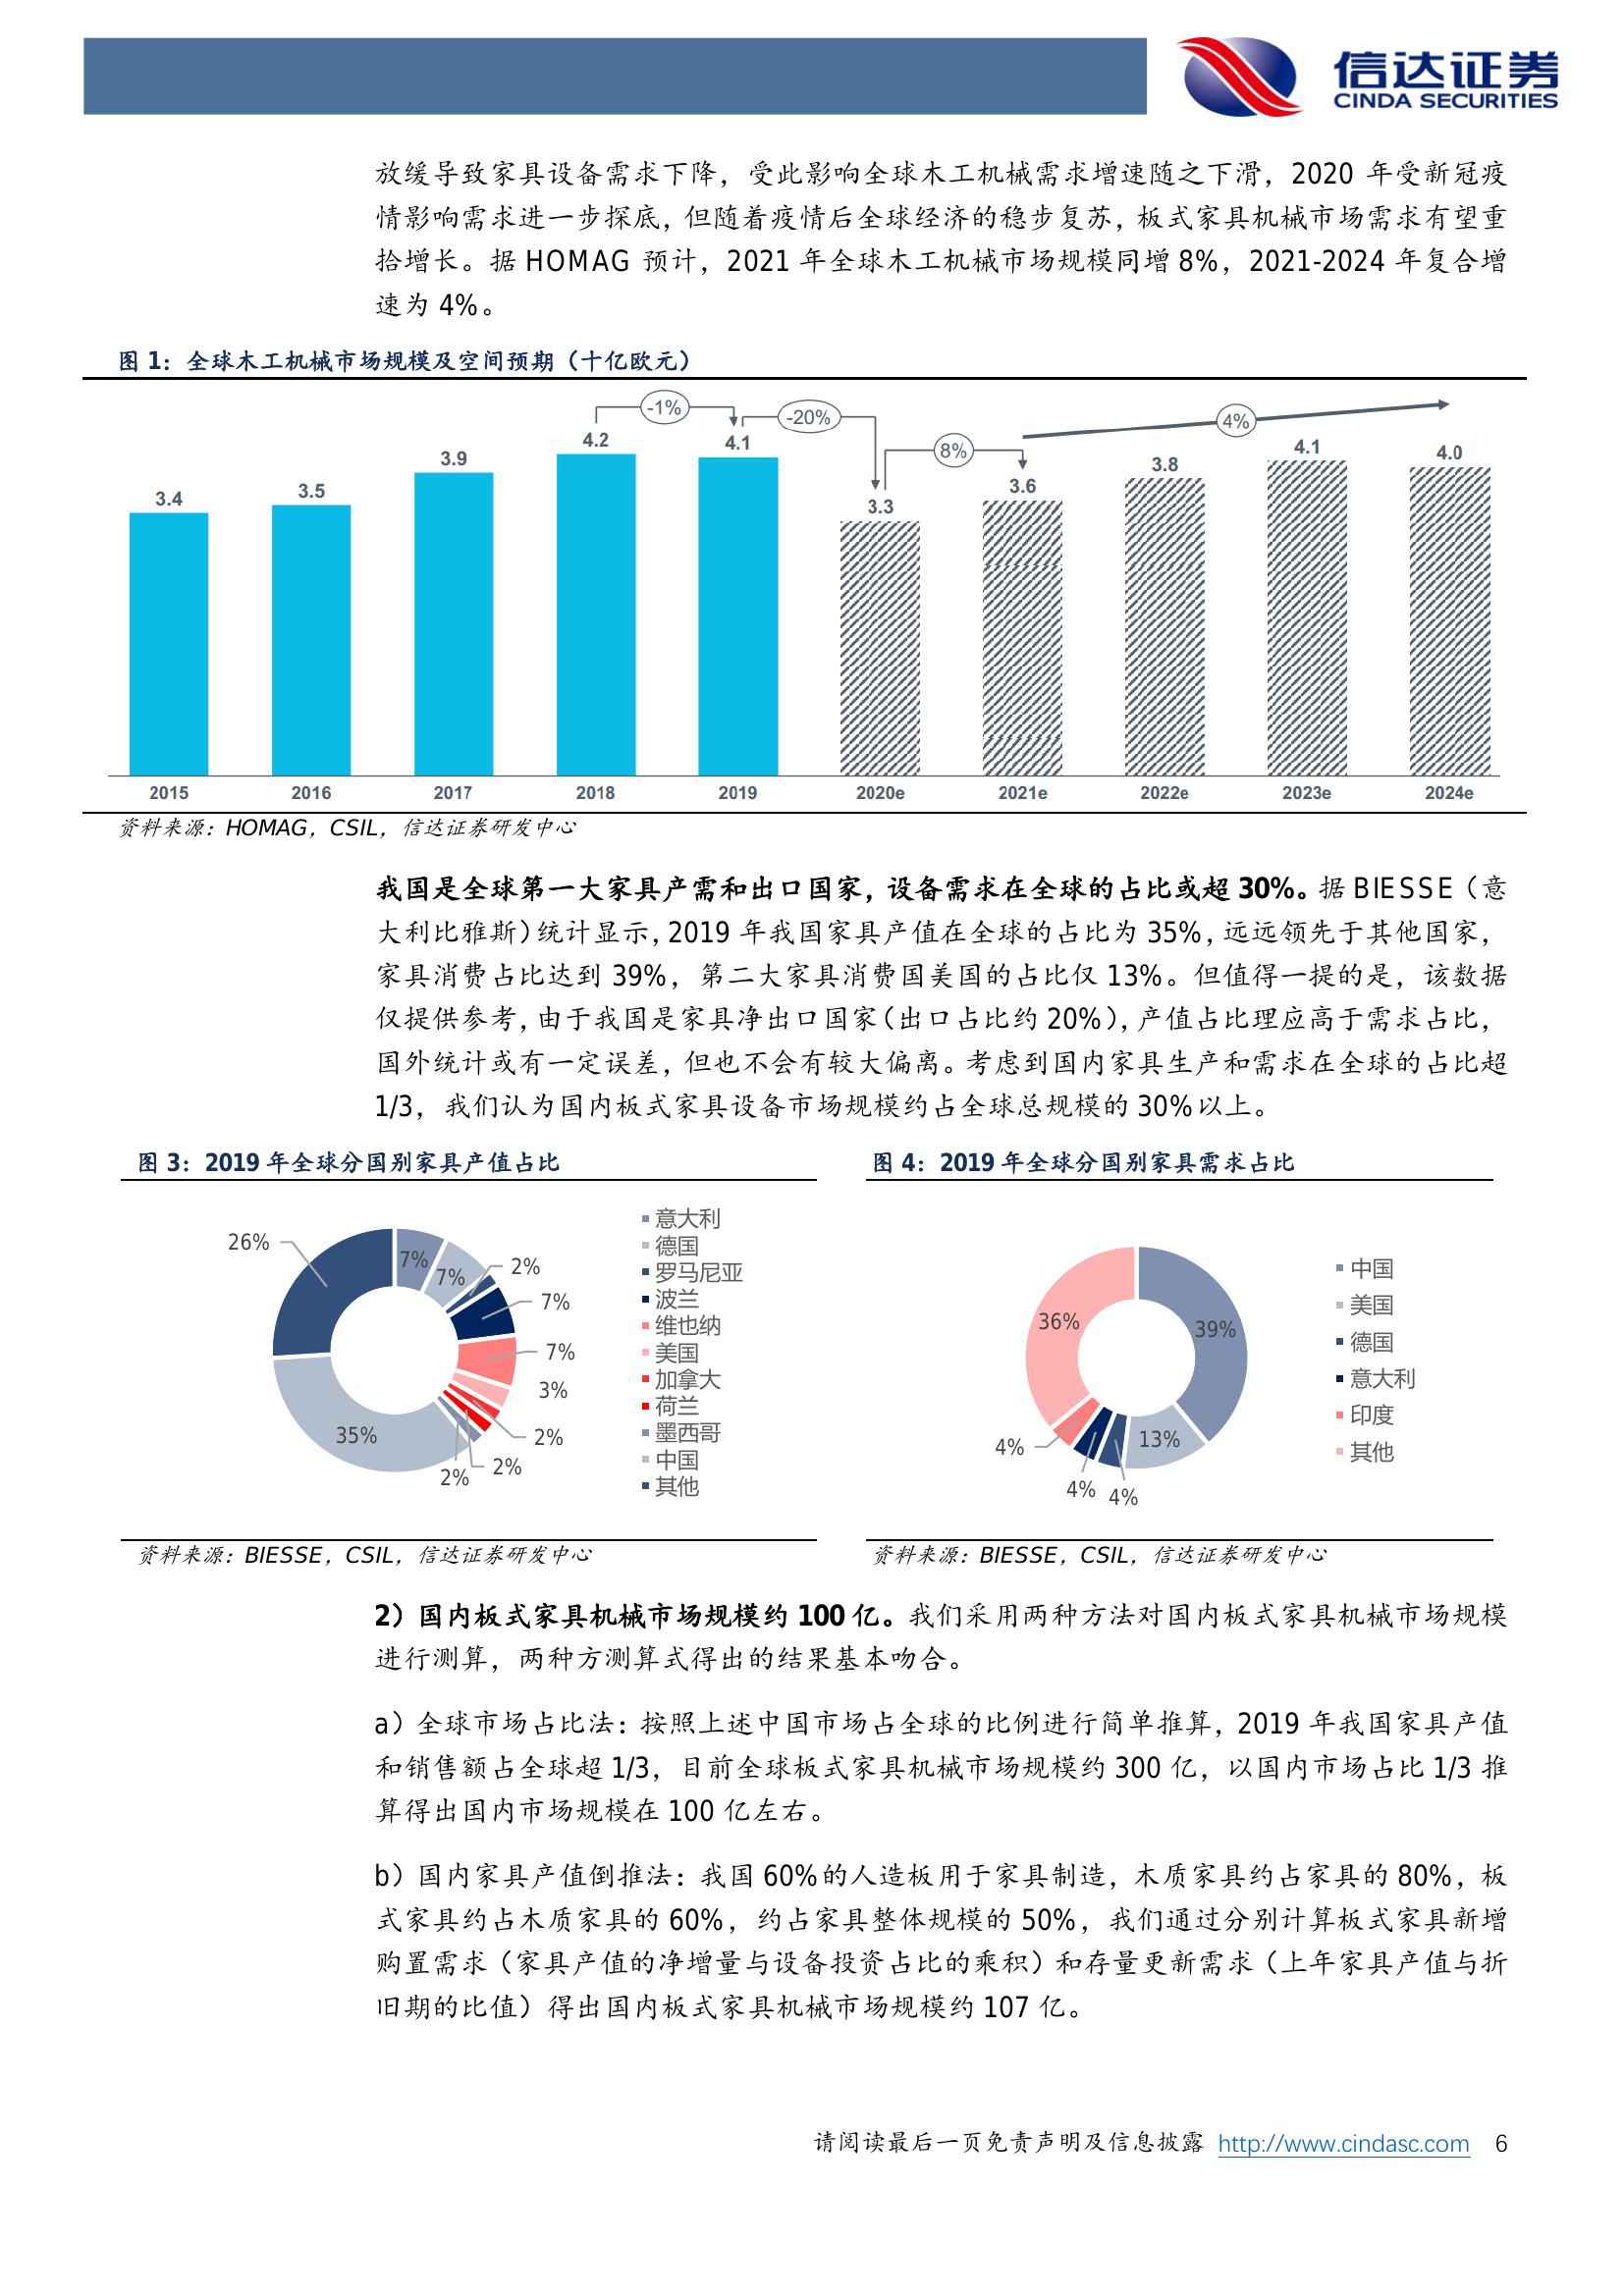 信达证券
CINDA SECURITIES
放缓导致家具设备需求下降，受此影响全球木工机械需求增速随之下滑，2020 年受新冠疫
情影响需求进一步探底，但随着疫情后全球经济的稳步复苏，板式家具机械市场需求有望重
拾增长。据 HOMAG 预计，2021 年全球木工机械市场规模同增 8%，2021-2024 年复合增
速为 4%。
图 1：全球木工机械市场规模及空间预期（十亿欧元）
-1%
-20%
8%
4%
3.4
3.5
3.9
4.2
4.1
3.3
3.6
3.8
4.1
4.0
2015
2016
2017
2018
2019
2020e
2021e
2022e
2023e
2024e
资料来源：HOMAG，CSIL，信达证券研发中心
我国是全球第一大家具产需和出口国家，设备需求在全球的占比或超 30%。据 BIESSE（意
大利比雅斯）统计显示，2019 年我国家具产值在全球的占比为 35%，远远领先于其他国家，
家具消费占比达到 39%，第二大家具消费国美国的占比仅 13%。但值得一提的是，该数据
仅提供参考，由于我国是家具净出口国家（出口占比约 20%），产值占比理应高于需求占比，
国外统计或有一定误差，但也不会有较大偏离。考虑到国内家具生产和需求在全球的占比超
1/3，我们认为国内板式家具设备市场规模约占全球总规模的 30%以上。
图 3：2019 年全球分国别家具产值占比
26%
7%
7%
2%
7%
7%
3%
2%
2%
2%
35%
意大利
德国
罗马尼亚
波兰
维也纳
美国
加拿大
荷兰
墨西哥
中国
其他
资料来源：BIESSE，CSIL，信达证券研发中心
图 4：2019 年全球分国别家具需求占比
36%
39%
13%
4%
4%
4%
中国
美国
德国
意大利
印度
其他
资料来源：BIESSE，CSIL，信达证券研发中心
2）国内板式家具机械市场规模约 100 亿。我们采用两种方法对国内板式家具机械市场规模
进行测算，两种方测算式得出的结果基本吻合。
a）全球市场占比法：按照上述中国市场占全球的比例进行简单推算，2019 年我国家具产值
和销售额占全球超 1/3，目前全球板式家具机械市场规模约 300 亿，以国内市场占比 1/3 推
算得出国内市场规模在 100 亿左右。
b）国内家具产值倒推法：我国 60%的人造板用于家具制造，木质家具约占家具的 80%，板
式家具约占木质家具的 60%，约占家具整体规模的 50%，我们通过分别计算板式家具新增
购置需求（家具产值的净增量与设备投资占比的乘积）和存量更新需求（上年家具产值与折
旧期的比值）得出国内板式家具机械市场规模约 107 亿。
请阅读最后一页免责声明及信息披露 http://www.cindasc.com 6